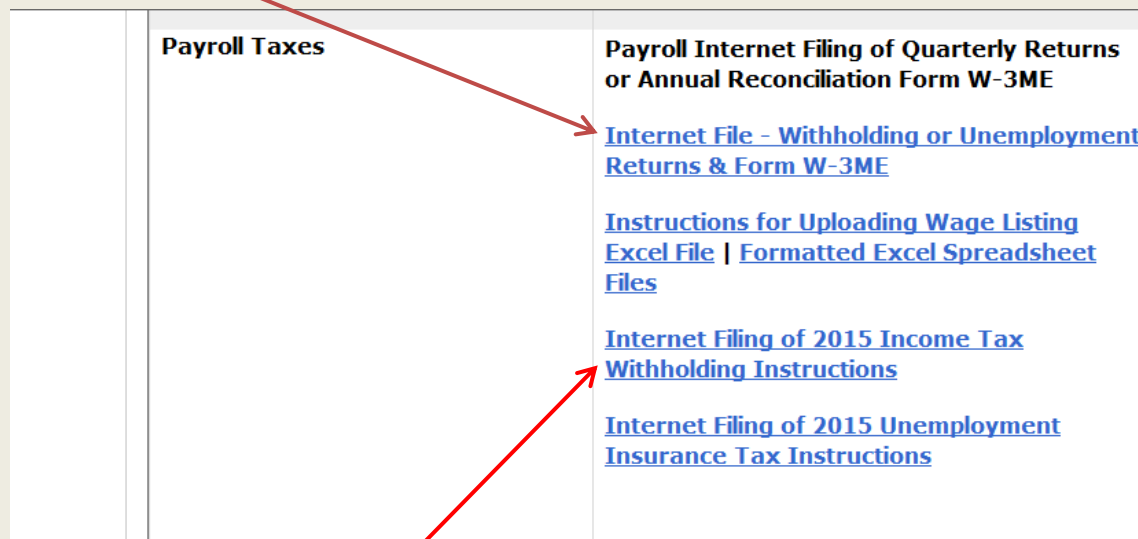 Payroll Taxes
Payroll Internet Filing of Quarterly Returns
or Annual Reconciliation Form W-3ME
Internet File - Withholding or Unemployment
Returns & Form W-3ME
Instructions for Uploading Wage Listing
Excel File | Formatted Excel Spreadsheet
Files
Internet Filing of 2015 Income Tax
Withholding Instructions
Internet Filing of 2015 Unemployment
Insurance Tax Instructions